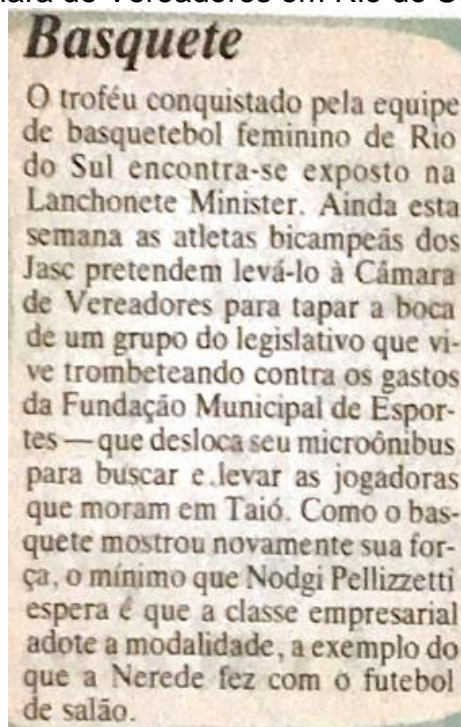 Basquete
O troféu conquistado pela equipe
de basquetebol feminino de Rio
do Sul encontra-se exposto na
Lanchonete Minister. Ainda esta
semana as atletas bicampeãs dos
Jasc pretendem levá-lo à Câmara
de Vereadores para tapar a boca
de um grupo do legislativo que vi-
ve trombeteando contra os gastos
da Fundação Municipal de Espor-
tes — que desloca seu microônibus
para buscar e levar as jogadoras
que moram em Taió. Como o bas-
quete mostrou novamente sua for-
ça, o mínimo que Nodgi Pellizzetti
espera é que a classe empresarial
adote a modalidade, a exemplo do
que a Nerede fez com o futebol
de salão.